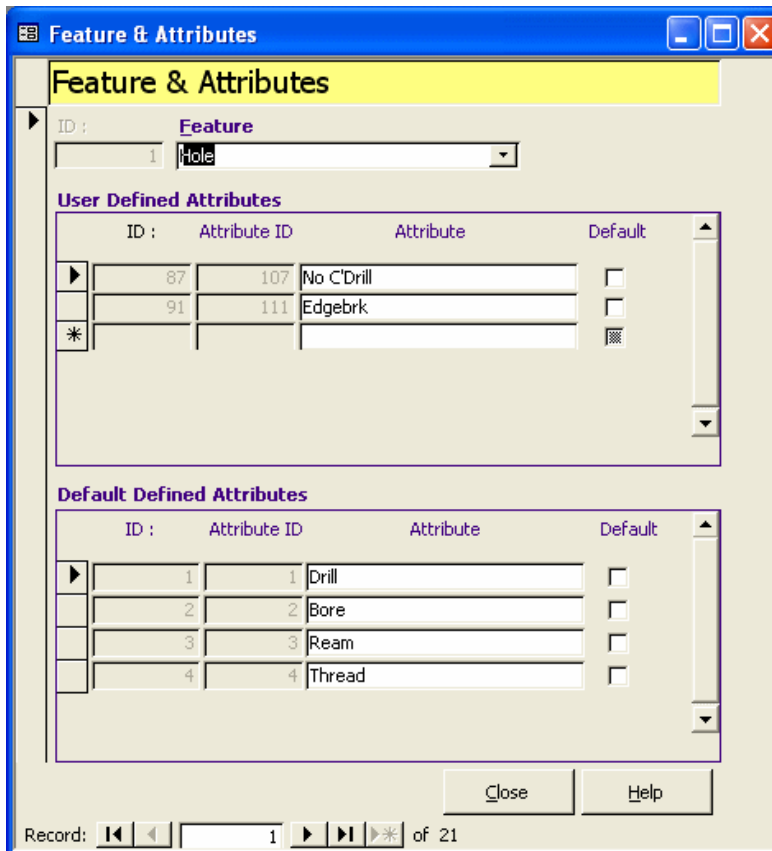 Feature & Attributes
Feature & Attributes
ID : Feature
1 Hole
User Defined Attributes
ID : Attribute ID Attribute Default
87 107 No C'Drill
91 111 Edgebrk
Default Defined Attributes
ID : Attribute ID Attribute Default
1 1 Drill
2 2 Bore
3 3 Ream
4 4 Thread
Close Help
Record: 1 of 21